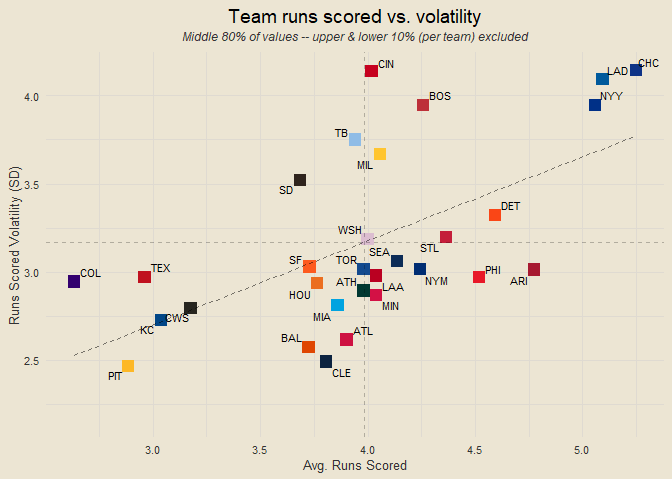 Team runs scored vs. volatility
Middle 80% of values -- upper & lower 10% (per team) excluded
CHC
CIN
LAD
BOS
NYY
4.0
TB
MIL
3.5
SD
DET
WSH
STL
SEA
SF
TOR
TEX
COL
PHI
3.0
ATH
NYM
ARI
LAA
HOU
MIN
MIA
CWS
KC
BAL
ATL
2.5
CLE
PIT
3.0
3.5
4.0
4.5
5.0
Avg. Runs Scored
Runs Scored Volatility (SD)